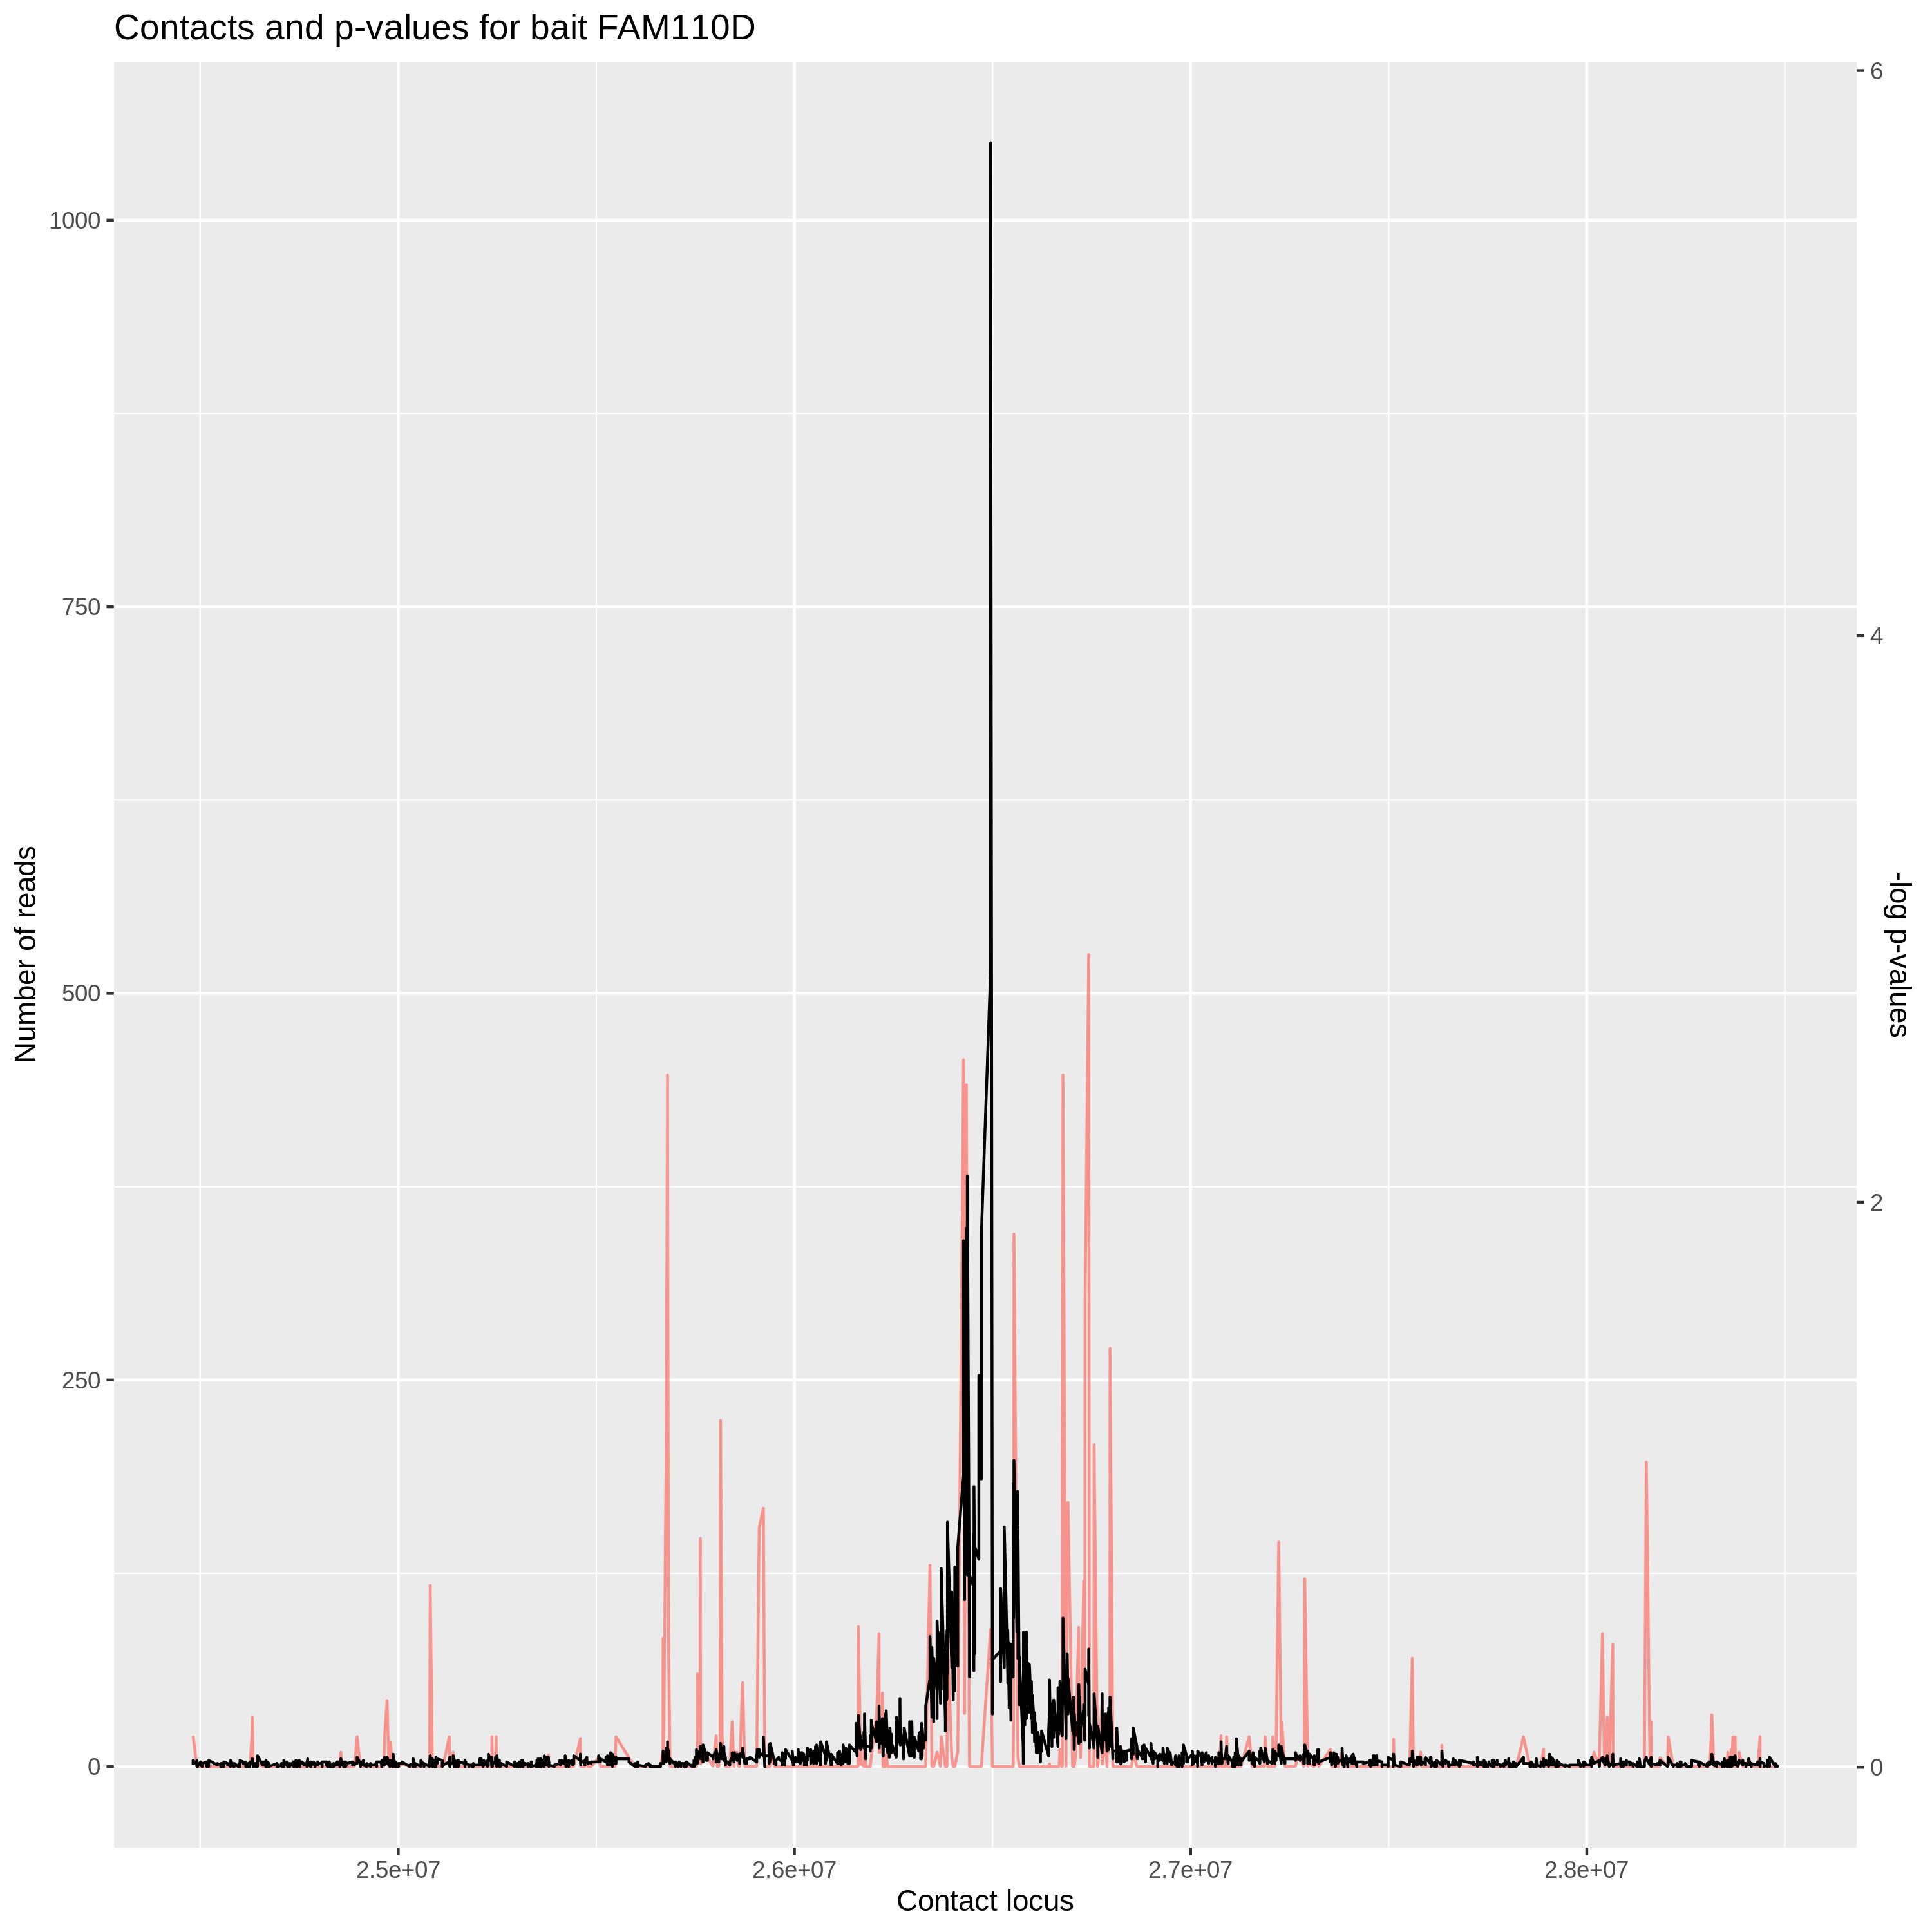 Contacts and p-values for bait FAM110D
1000
750
500
250
0
Number of reads
6
4
2
0
-log p-values
2.5e+07
2.6e+07
2.7e+07
2.8e+07
Contact locus